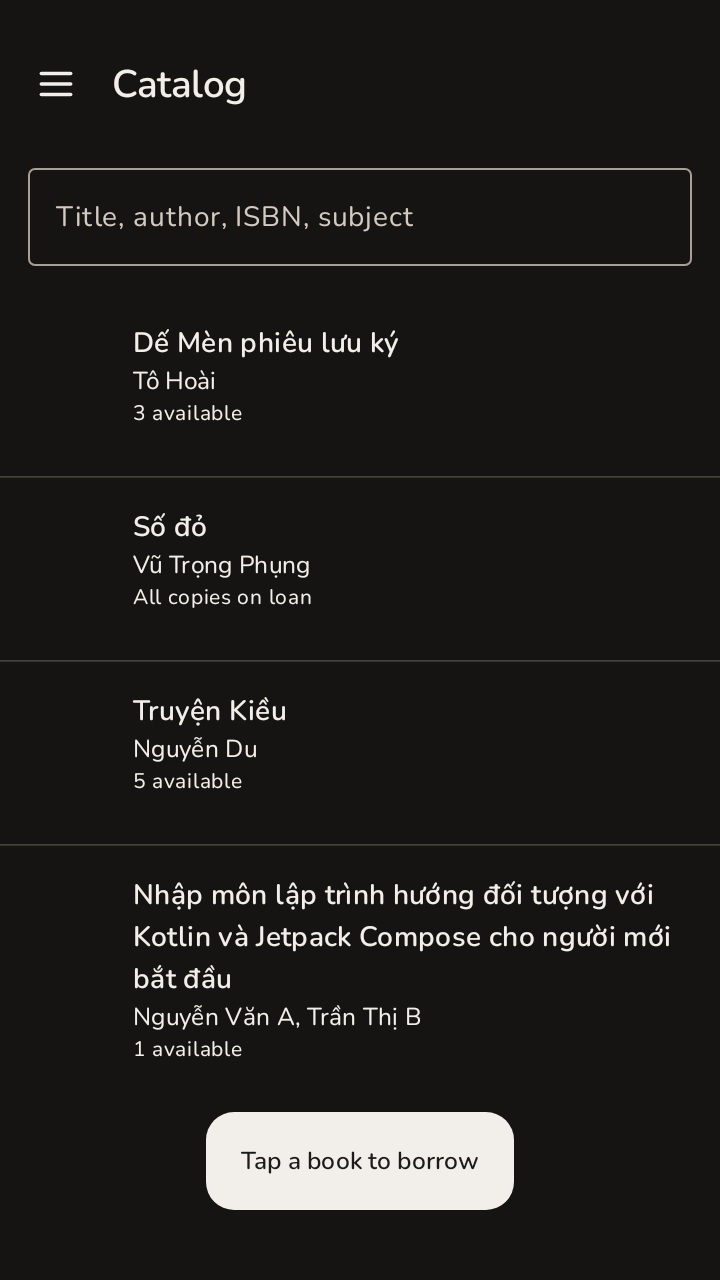 Catalog
Title, author, ISBN, subject
Dế Mèn phiêu lưu ký
Tô Hoài
3 available
Số đỏ
Vũ Trọng Phụng
All copies on loan
Truyện Kiều
Nguyễn Du
5 available
Nhập môn lập trình hướng đối tượng với
Kotlin và Jetpack Compose cho người mới
bắt đầu
Nguyễn Văn A, Trần Thị B
1 available
Tap a book to borrow